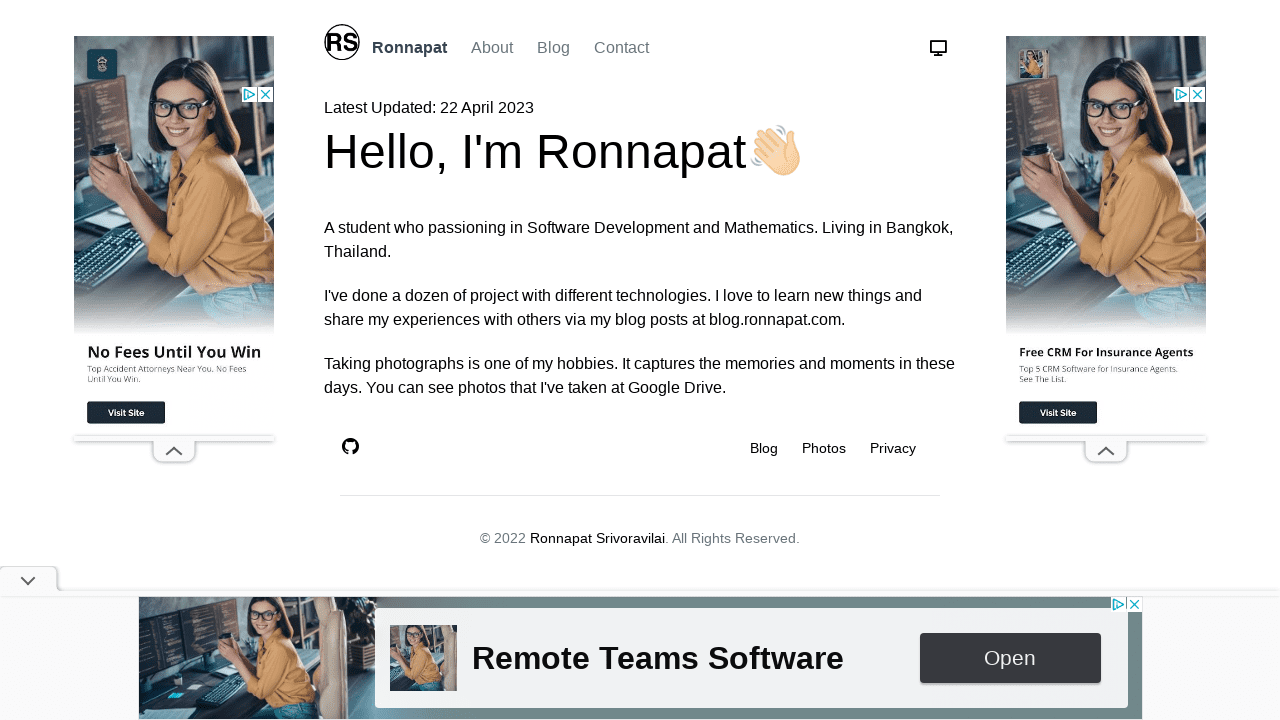 RS
Ronnapat About Blog Contact
Latest Updated: 22 April 2023
Hello, I'm Ronnapat👋🏻
A student who passioning in Software Development and Mathematics. Living in Bangkok,
Thailand.
I've done a dozen of project with different technologies. I love to learn new things and
share my experiences with others via my blog posts at blog.ronnapat.com.
Taking photographs is one of my hobbies. It captures the memories and moments in these
days. You can see photos that I've taken at Google Drive.
Blog Photos Privacy
© 2022 Ronnapat Srivoravilai. All Rights Reserved.
No Fees Until You Win
Top Accident Attorneys Near You. No Fees
Until You Win.
Visit Site
Free CRM For Insurance Agents
Top 5 CRM Software for Insurance Agents.
See The List.
Visit Site
Remote Teams Software
Open